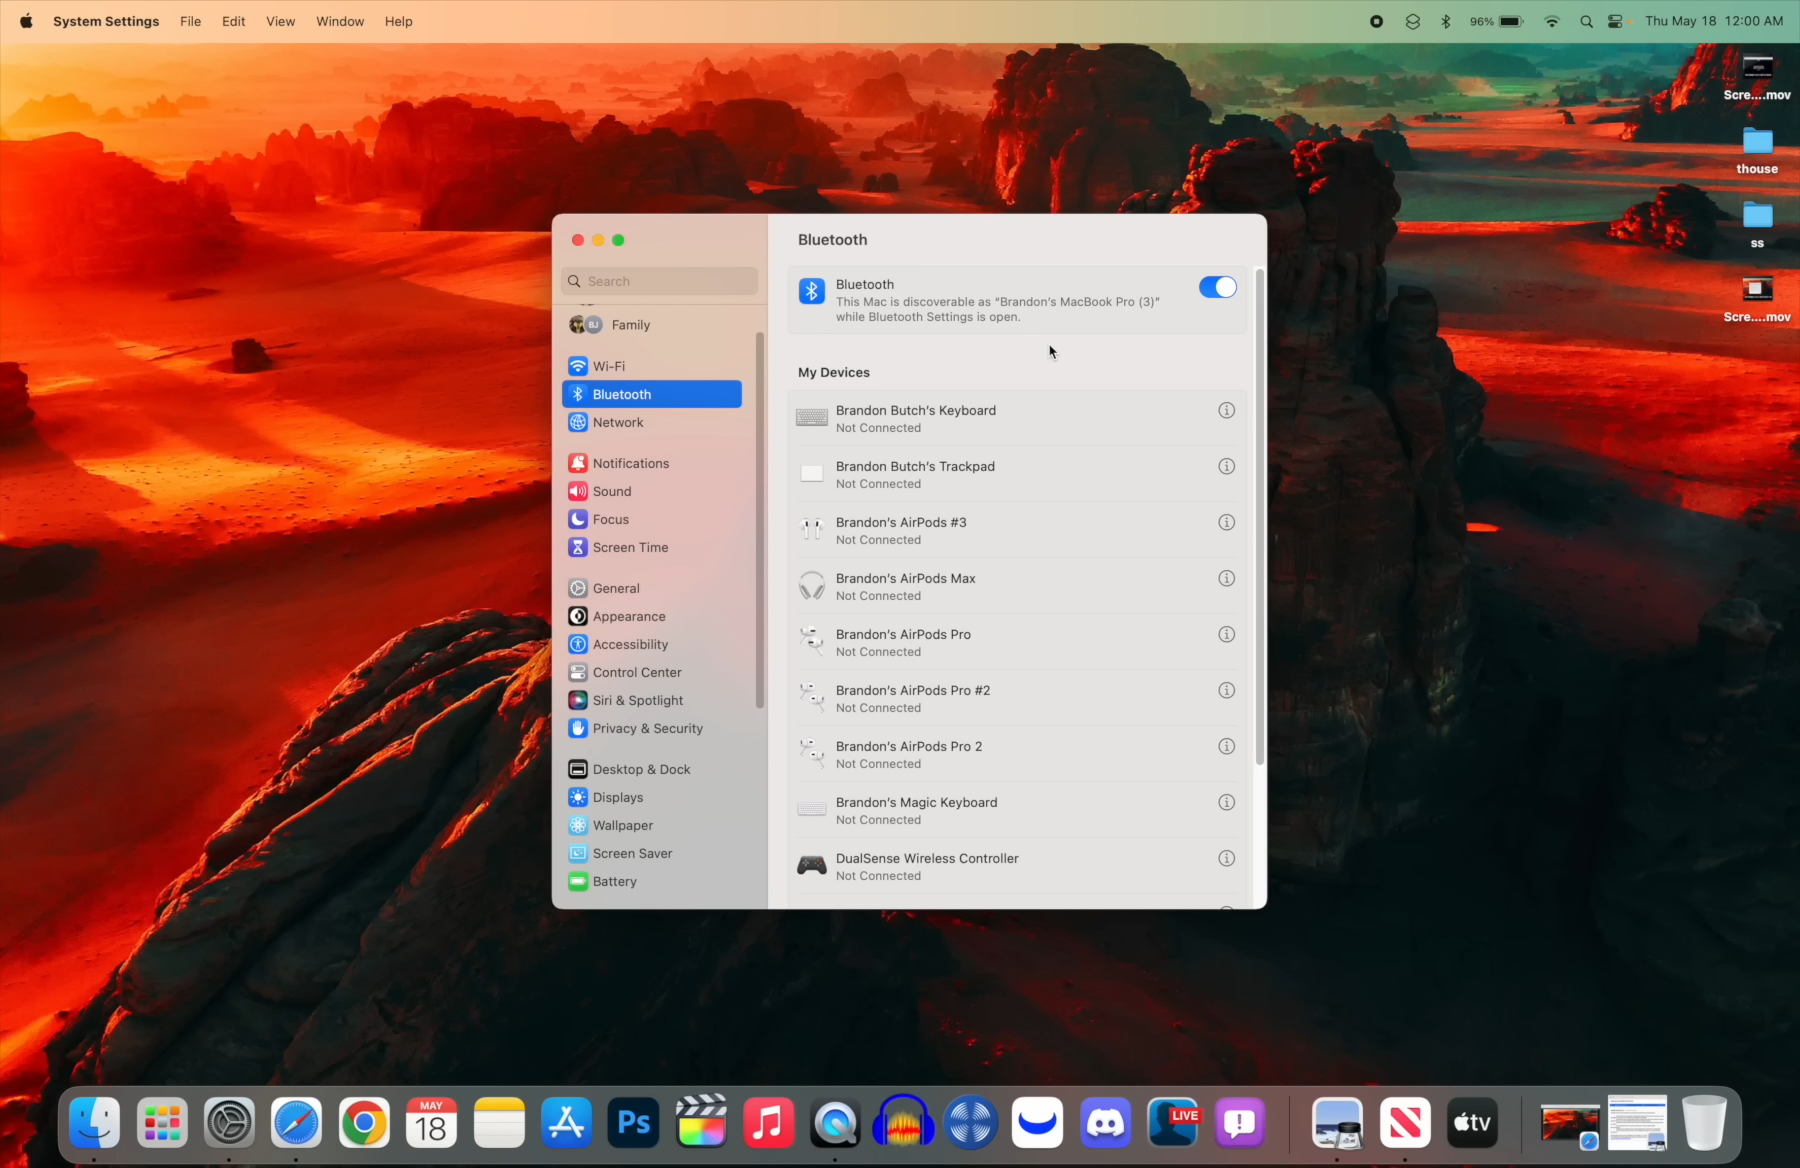 System Settings File Edit View Window Help
96% Thu May 18 12:00 AM
Scre....mov
thouse
ss
Scre....mov
Search
BJ Family
Wi-Fi
Bluetooth
Network
Notifications
Sound
Focus
Screen Time
General
Appearance
Accessibility
Control Center
Siri & Spotlight
Privacy & Security
Desktop & Dock
Displays
Wallpaper
Screen Saver
Battery
Bluetooth
Bluetooth
This Mac is discoverable as "Brandon's MacBook Pro (3)"
while Bluetooth Settings is open.
My Devices
Brandon Butch's Keyboard
Not Connected
Brandon Butch's Trackpad
Not Connected
Brandon's AirPods #3
Not Connected
Brandon's AirPods Max
Not Connected
Brandon's AirPods Pro
Not Connected
Brandon's AirPods Pro #2
Not Connected
Brandon's AirPods Pro 2
Not Connected
Brandon's Magic Keyboard
Not Connected
DualSense Wireless Controller
Not Connected
MAY
18
Ps
LIVE
tv